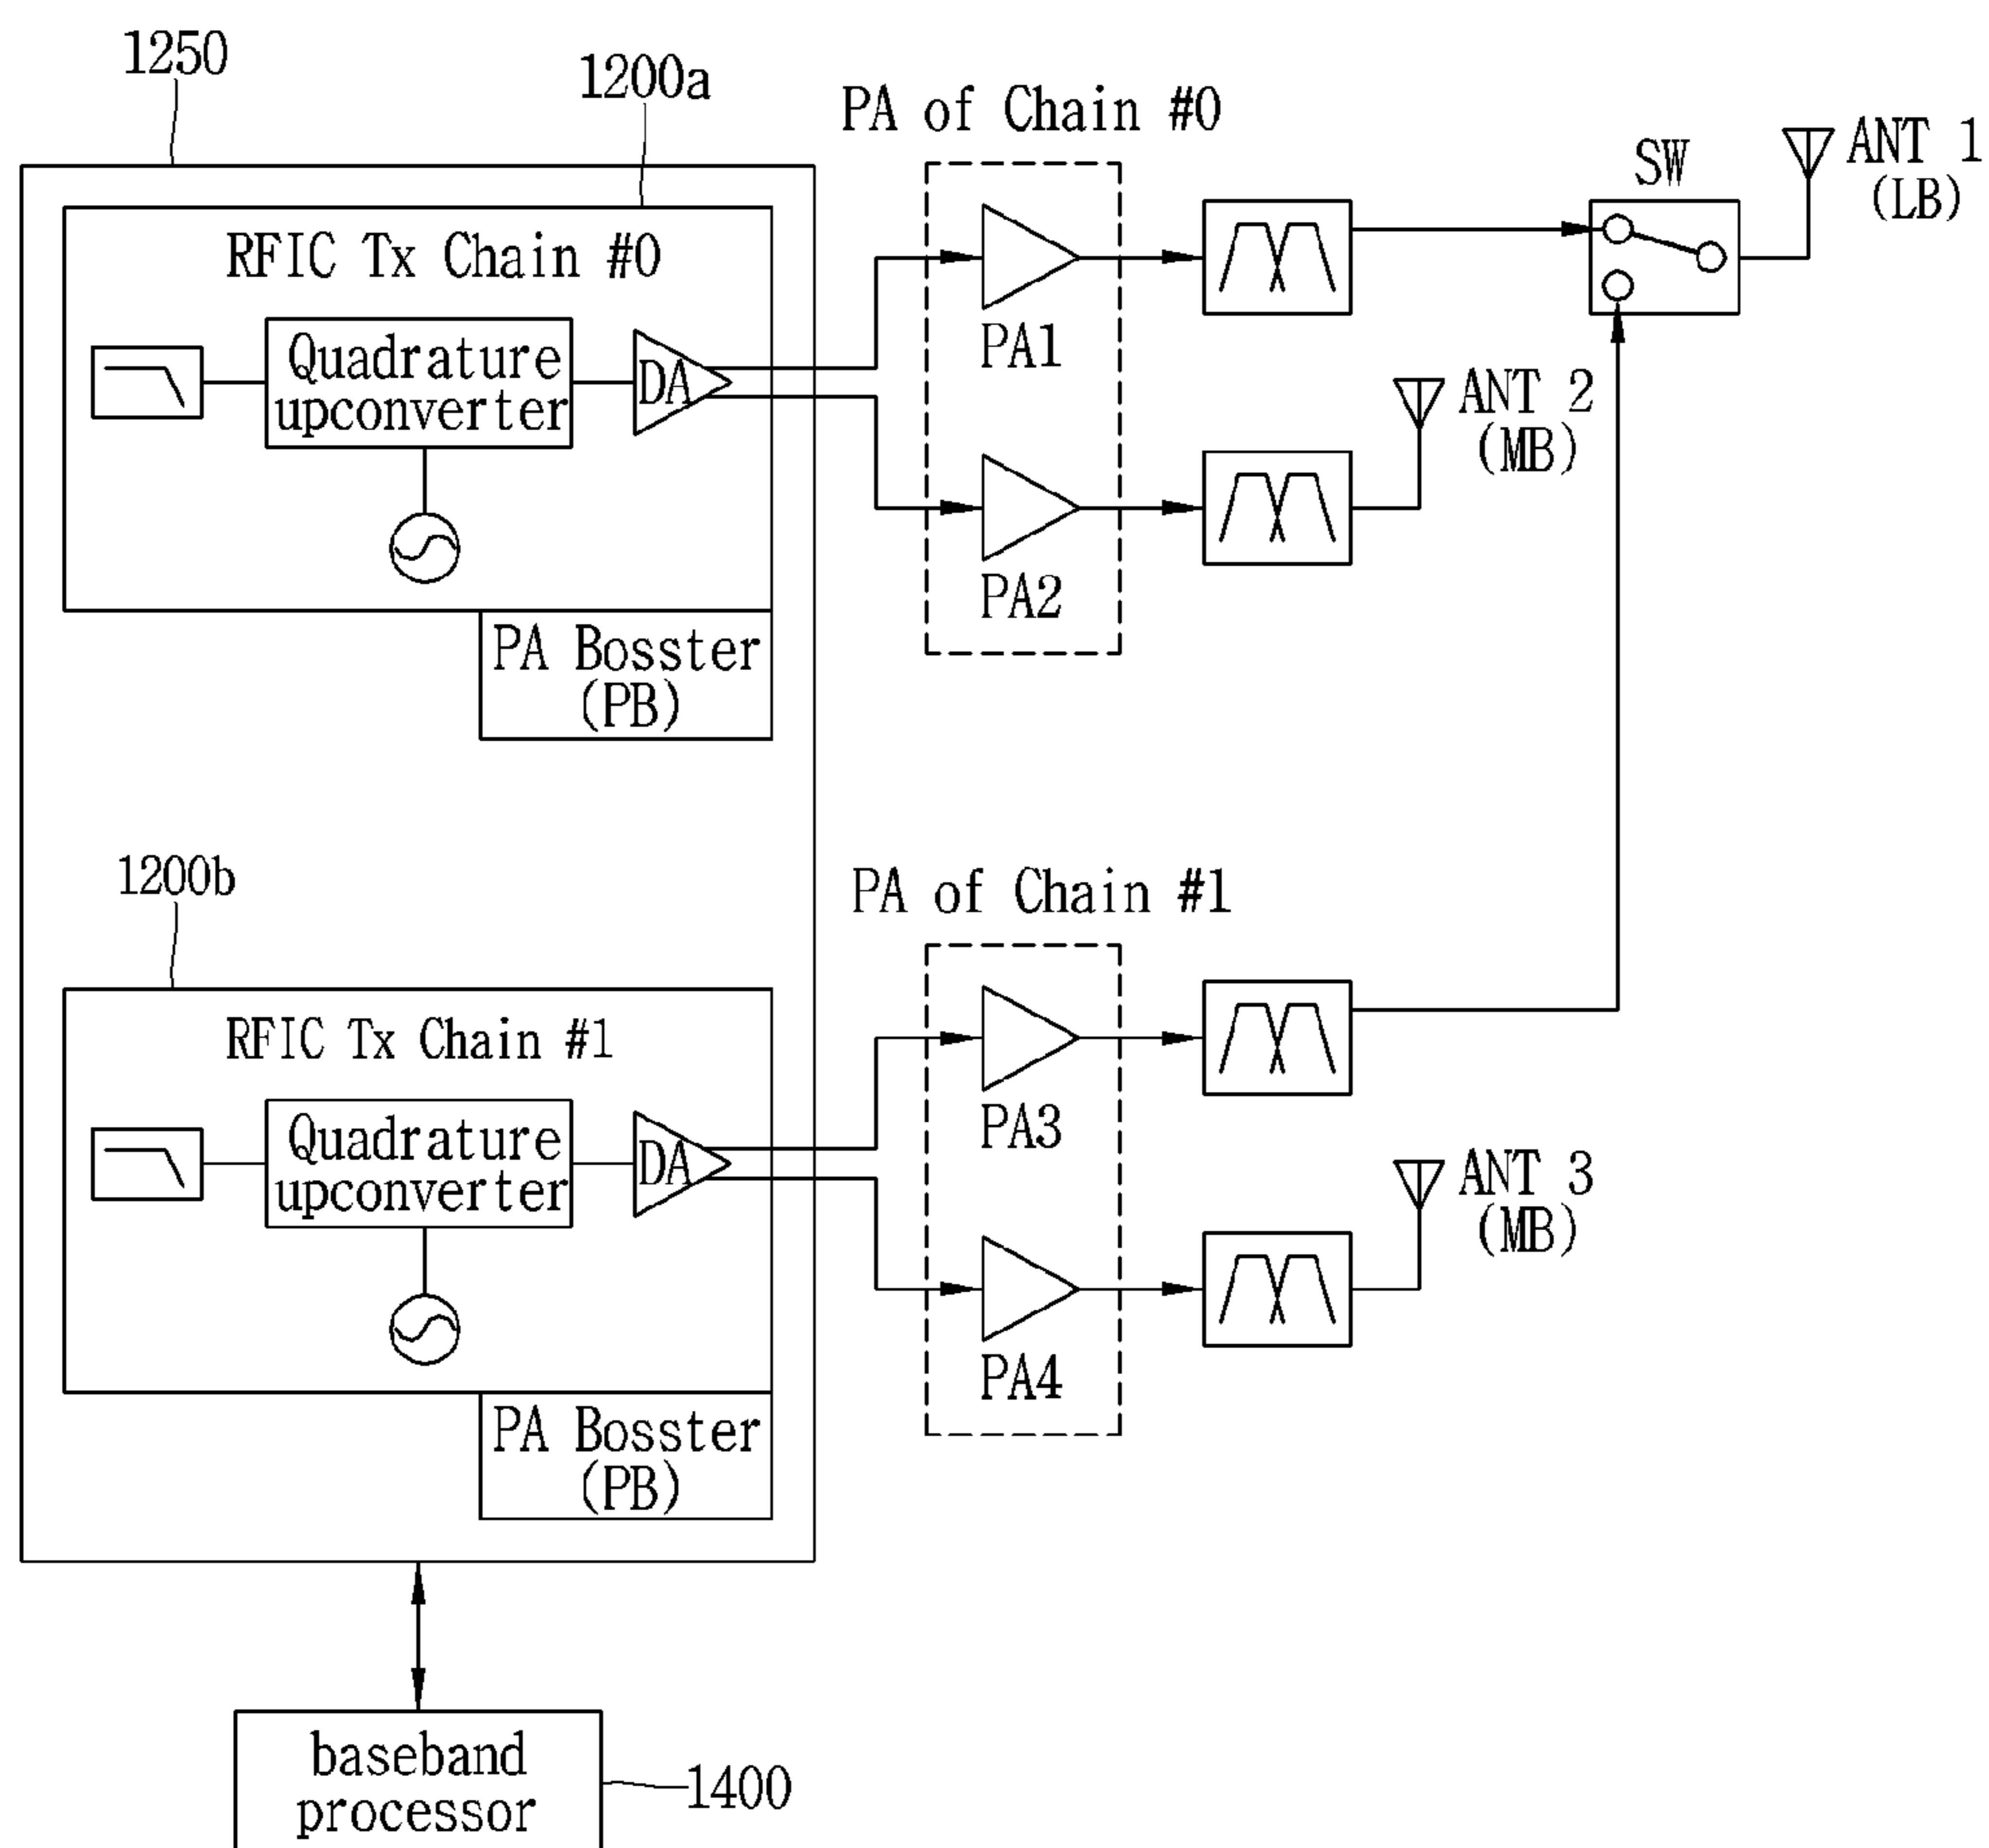 1250
1200a
RFIC Tx Chain #0
Quadrature
upconverter
DA
PA Bosster
(PB)
PA of Chain #0
PA1
PA2
SW
ANT 1
(LB)
ANT 2
(MB)
1200b
RFIC Tx Chain #1
Quadrature
upconverter
DA
PA Bosster
(PB)
PA of Chain #1
PA3
PA4
ANT 3
(MB)
baseband
processor
1400